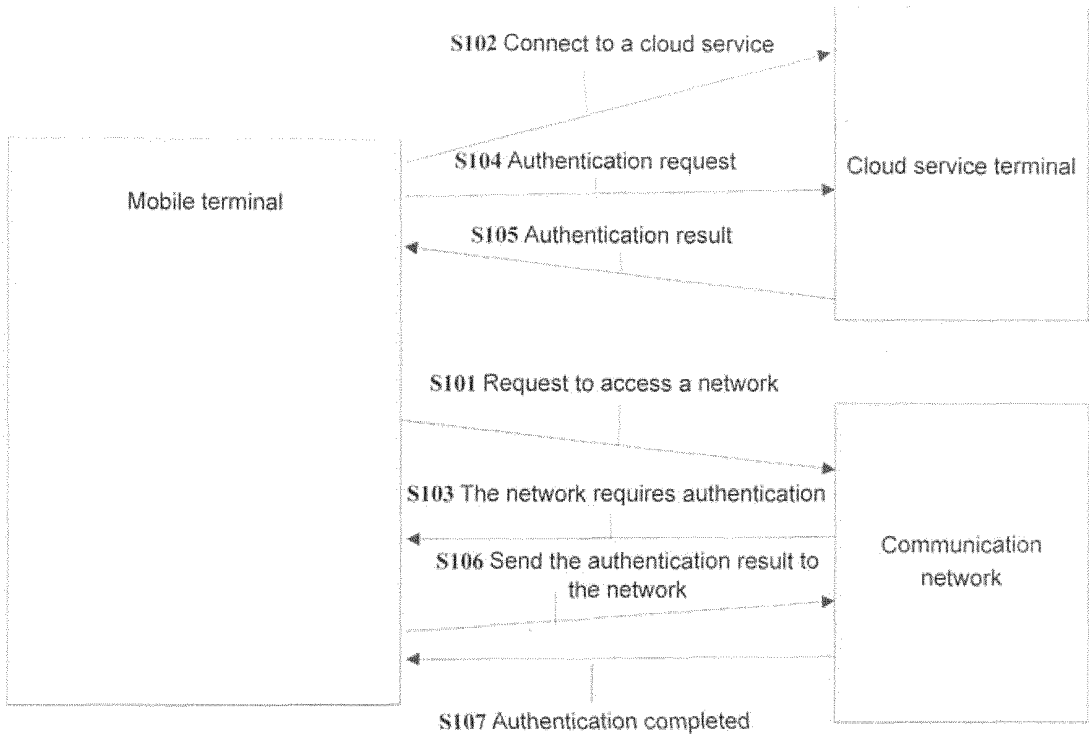 S102 Connect to a cloud service
S104 Authentication request
Cloud service terminal
Mobile terminal
S105 Authentication result
S101 Request to access a network
S103 The network requires authentication
S106 Send the authentication result to
the network
Communication
network
S107 Authentication completed